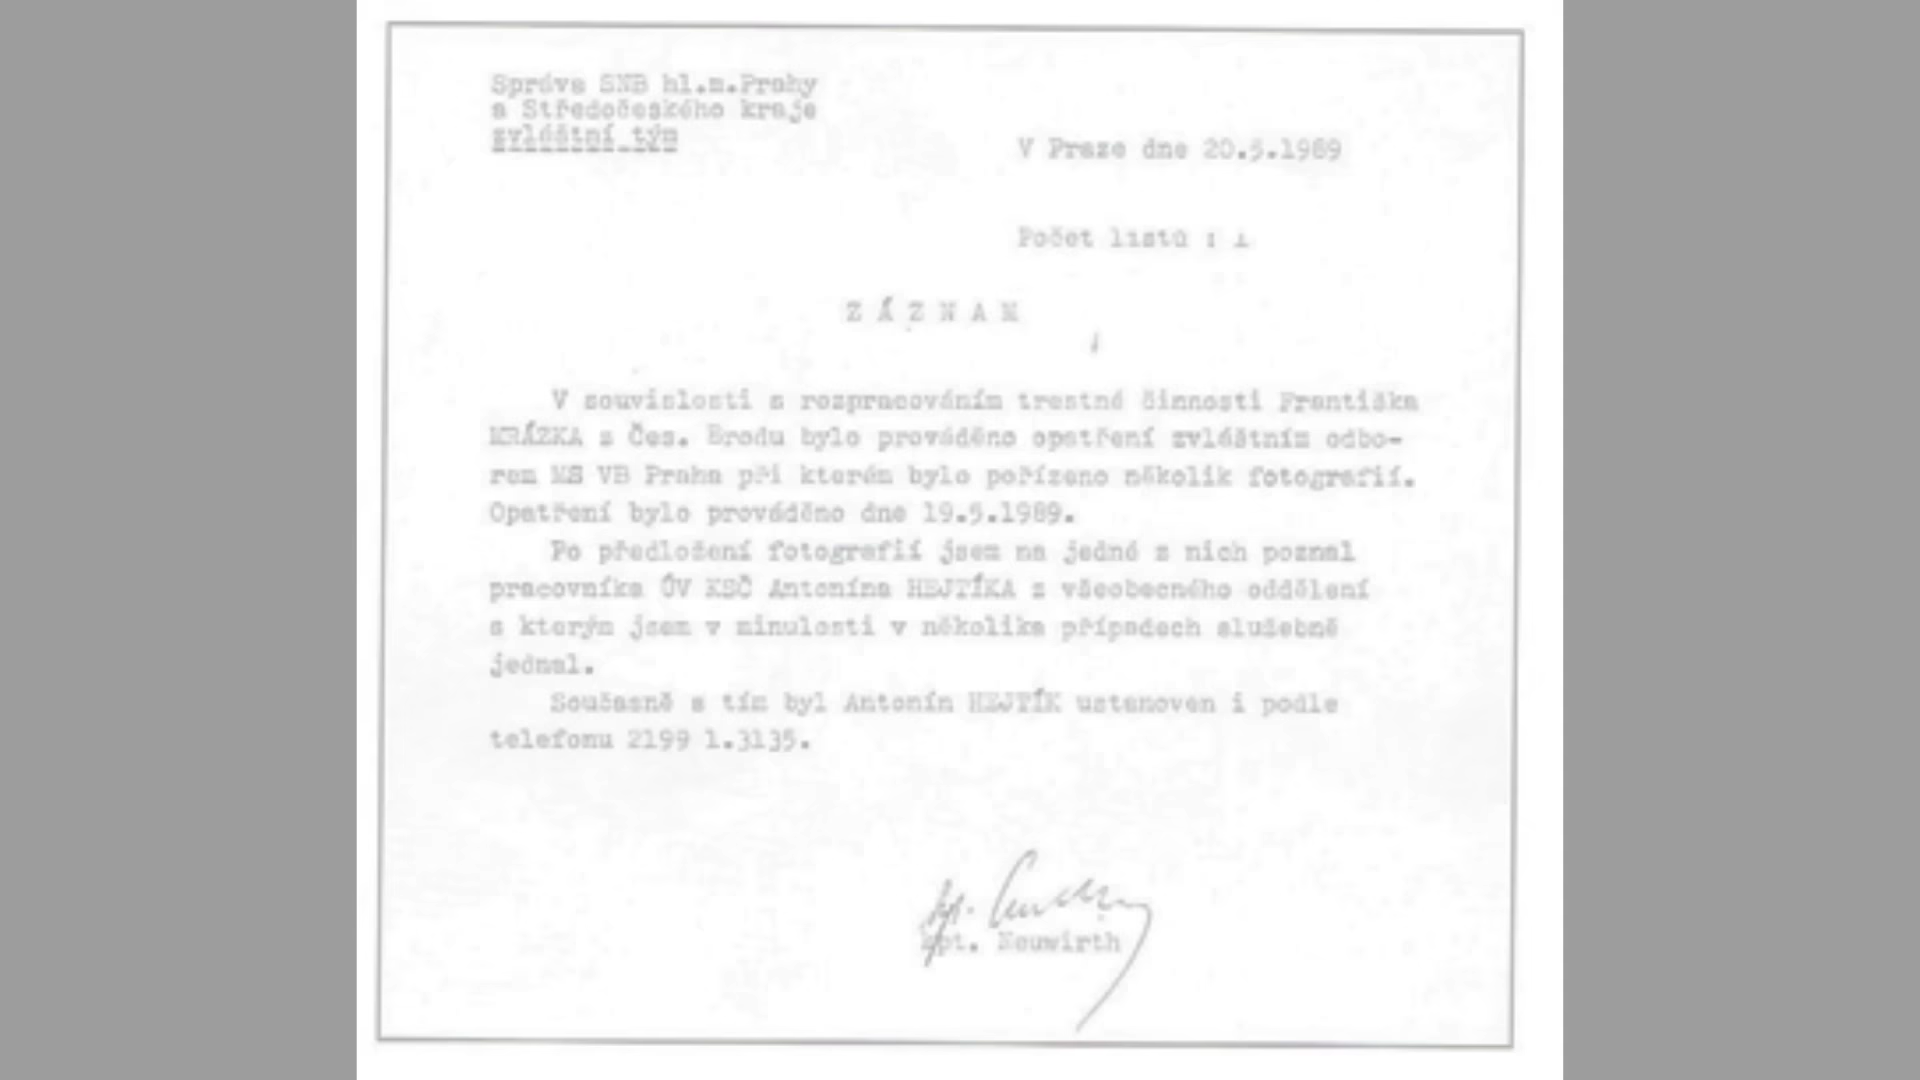 Správa SNB hl.m.Prahy
a Středočeského kraje
zvláštní tým
V Praze dne 20.5.1989
Počet listů : 1
Z Á Z N A M
V souvislosti s rozpracováním trestné činnosti Františka
MRÁZKA z Čes. Brodu bylo prováděno opatření zvláštním odbo-
rem MS VB Praha při kterém bylo pořízeno několik fotografií.
Opatření bylo prováděno dne 19.5.1989.
Po předložení fotografií jsem na jedné z nich poznal
pracovníka ÚV KSČ Antonína HEJTÍKA z všeobecného oddělení
s kterým jsem v minulosti v několika případech služebně
jednal.
Současně s tím byl Antonín HEJTÍK ustanoven i podle
telefonu 2199 l.3135.
kpt. Neuwirth